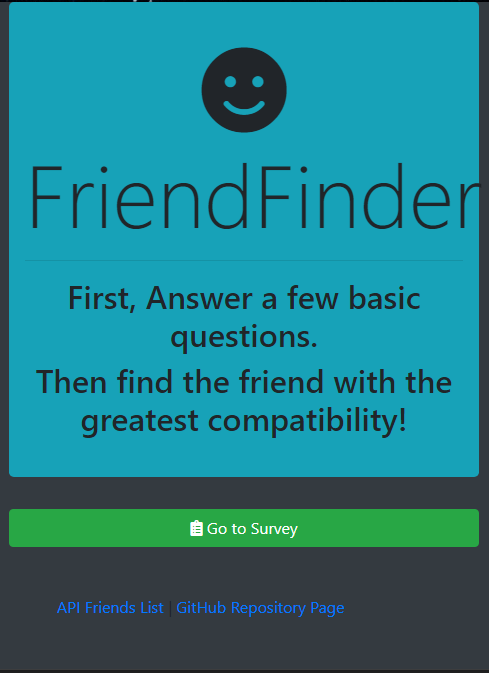 FriendFinder
First, Answer a few basic
questions.
Then find the friend with the
greatest compatibility!
Go to Survey
API Friends List | GitHub Repository Page